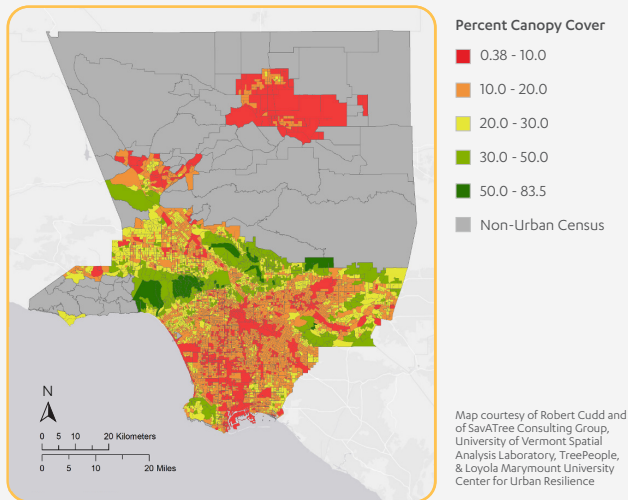 Percent Canopy Cover
0.38 - 10.0
10.0 - 20.0
20.0 - 30.0
30.0 - 50.0
50.0 - 83.5
Non-Urban Census
N
0 5 10 20 Kilometers
0 5 10 20 Miles
Map courtesy of Robert Cudd and
of SavATree Consulting Group,
University of Vermont Spatial
Analysis Laboratory, TreePeople,
& Loyola Marymount University
Center for Urban Resilience